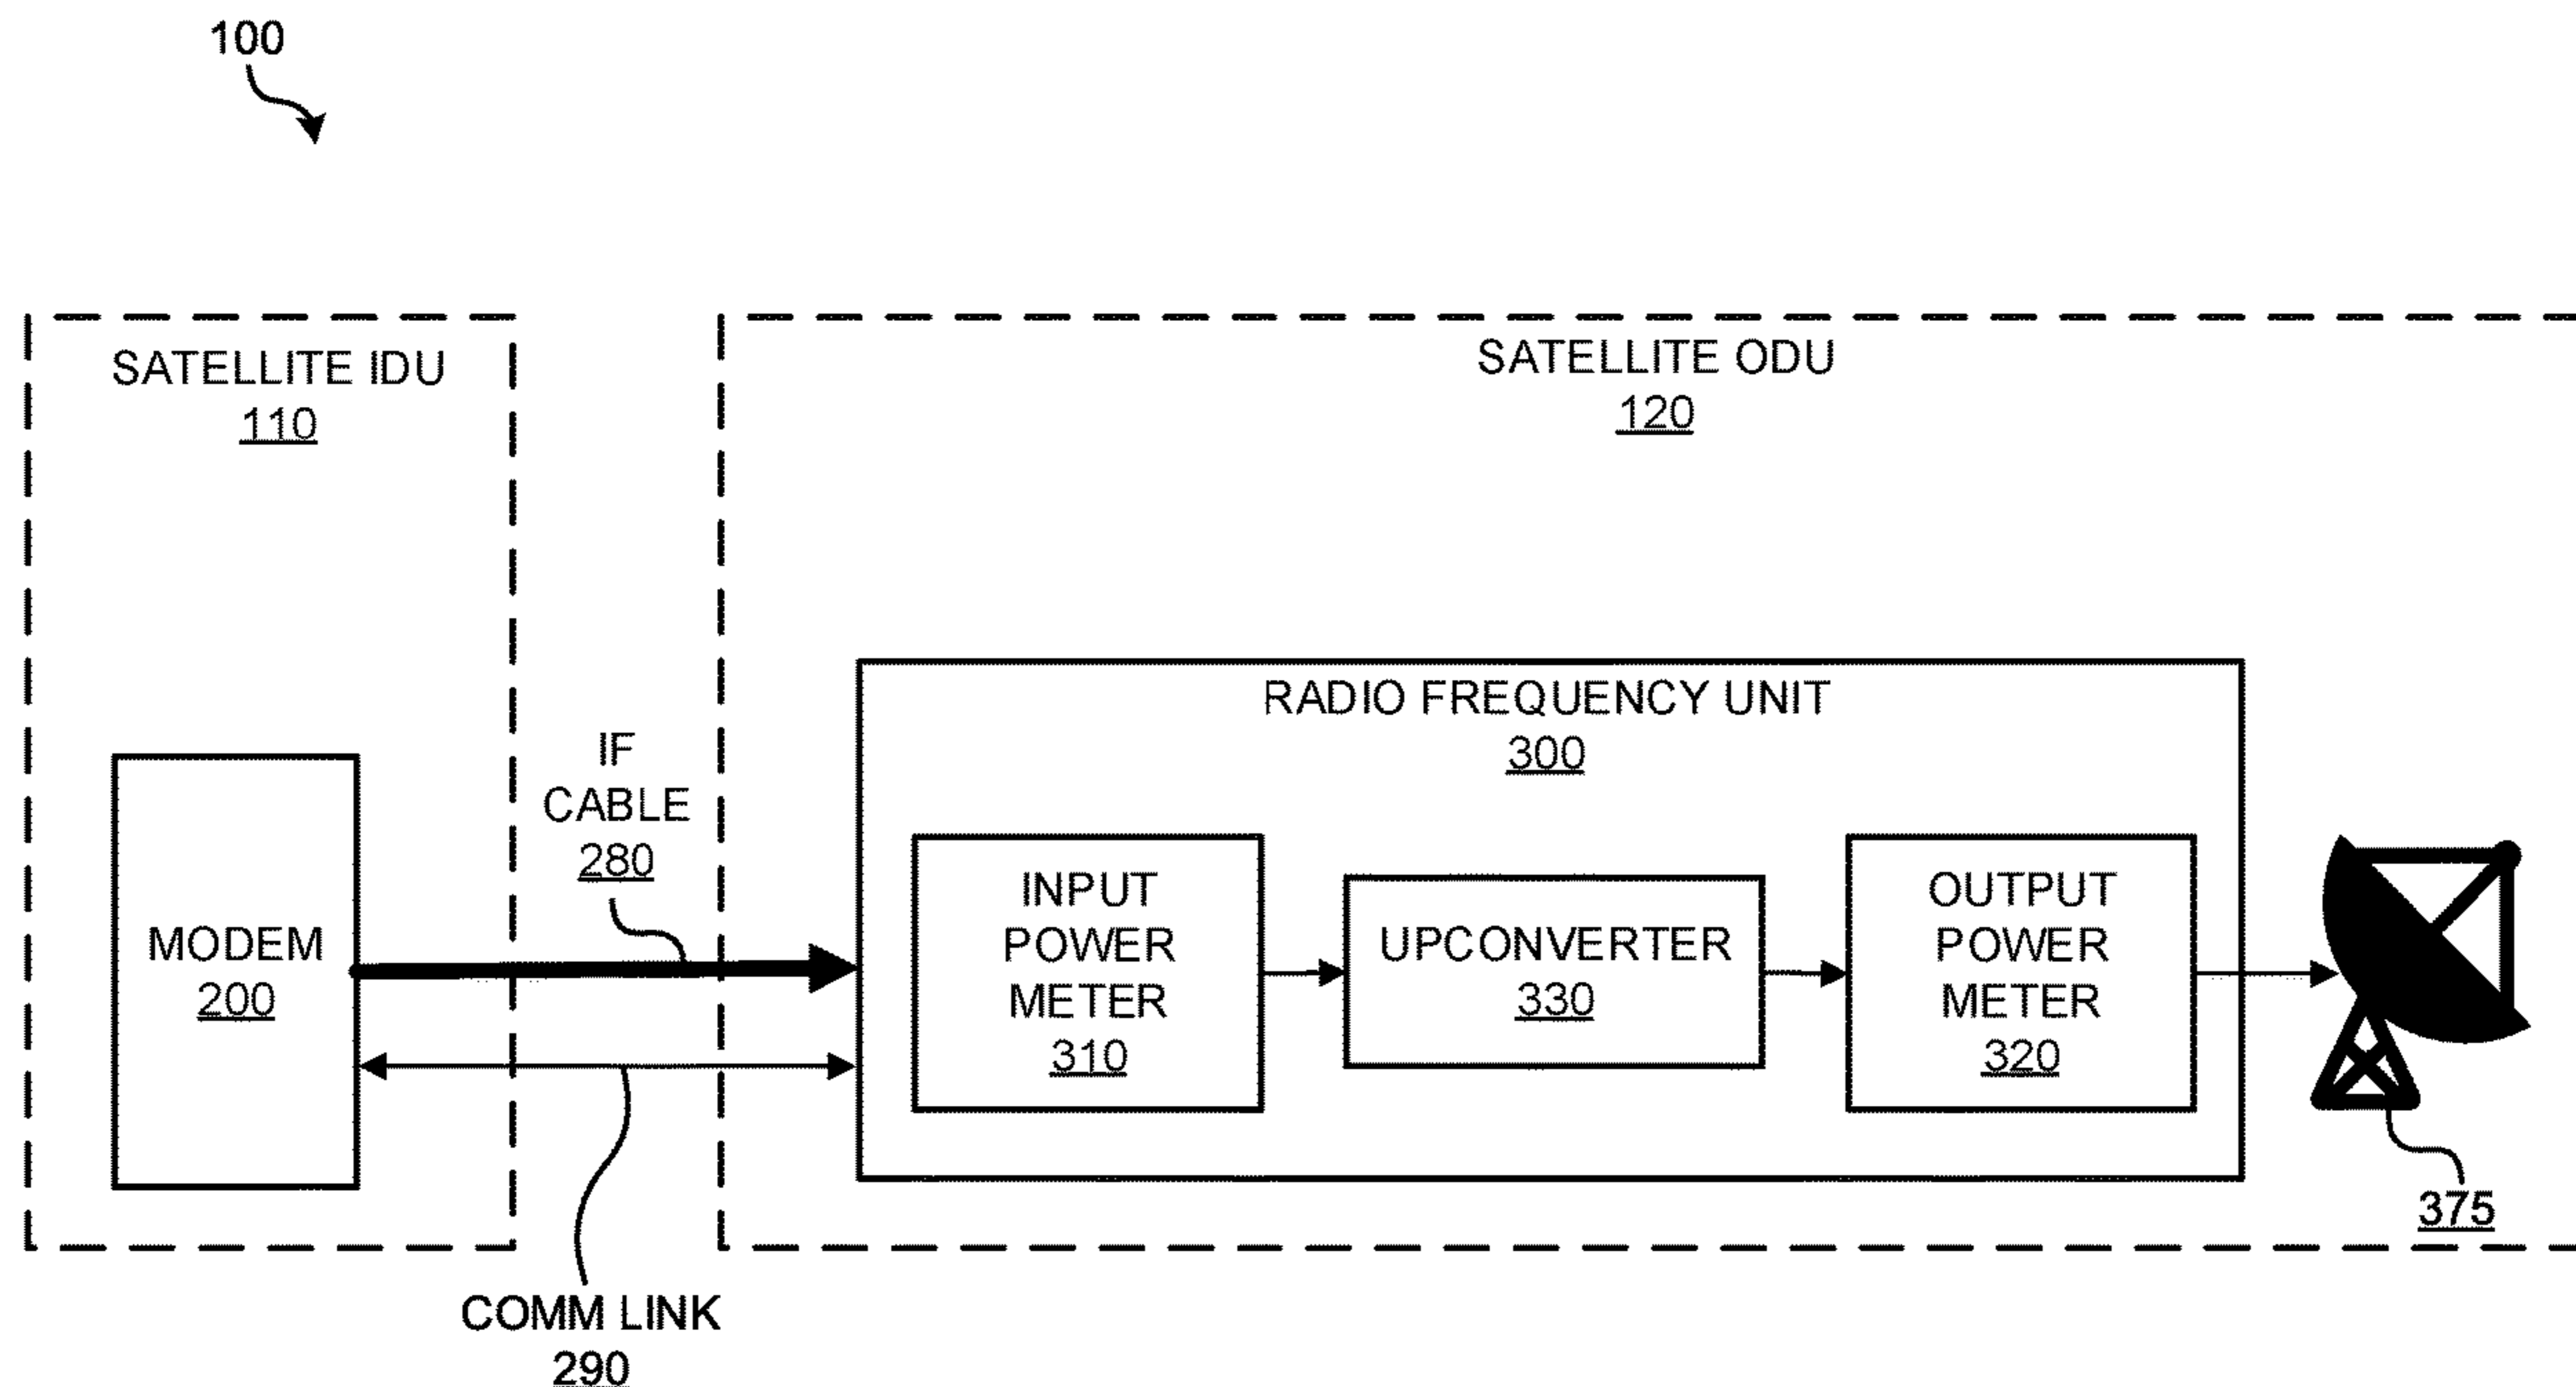 100
SATELLITE IDU
110
SATELLITE ODU
120
RADIO FREQUENCY UNIT
300
MODEM
200
IF
CABLE
280
INPUT
POWER
METER
310
UPCONVERTER
330
OUTPUT
POWER
METER
320
375
COMM LINK
290